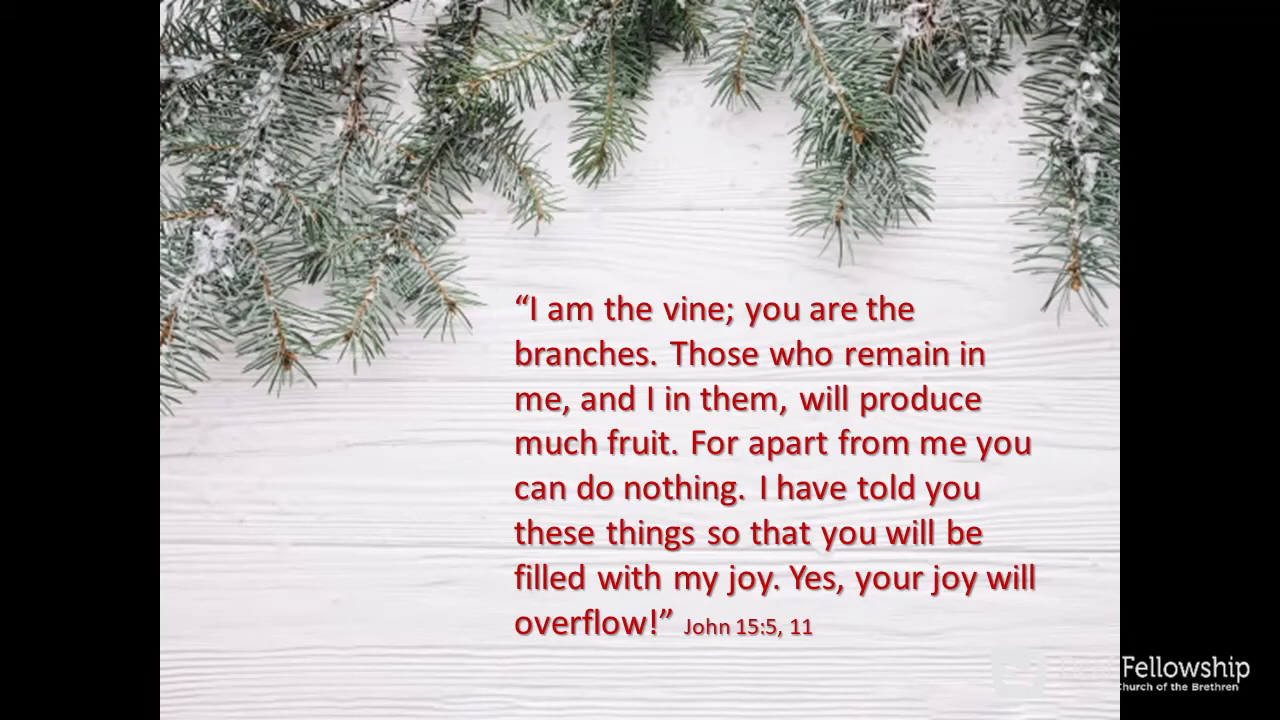 “I am the vine; you are the
branches. Those who remain in
me, and I in them, will produce
much fruit. For apart from me you
can do nothing. I have told you
these things so that you will be
filled with my joy. Yes, your joy will
overflow!” John 15:5, 11
Fellowship
Church of the Brethren